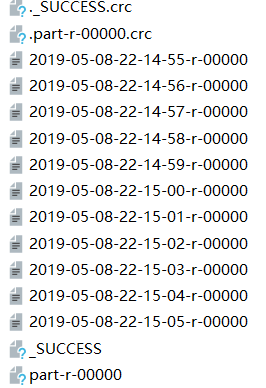 ._SUCCESS.crc
.part-r-00000.crc
2019-05-08-22-14-55-r-00000
2019-05-08-22-14-56-r-00000
2019-05-08-22-14-57-r-00000
2019-05-08-22-14-58-r-00000
2019-05-08-22-14-59-r-00000
2019-05-08-22-15-00-r-00000
2019-05-08-22-15-01-r-00000
2019-05-08-22-15-02-r-00000
2019-05-08-22-15-03-r-00000
2019-05-08-22-15-04-r-00000
2019-05-08-22-15-05-r-00000
_SUCCESS
part-r-00000